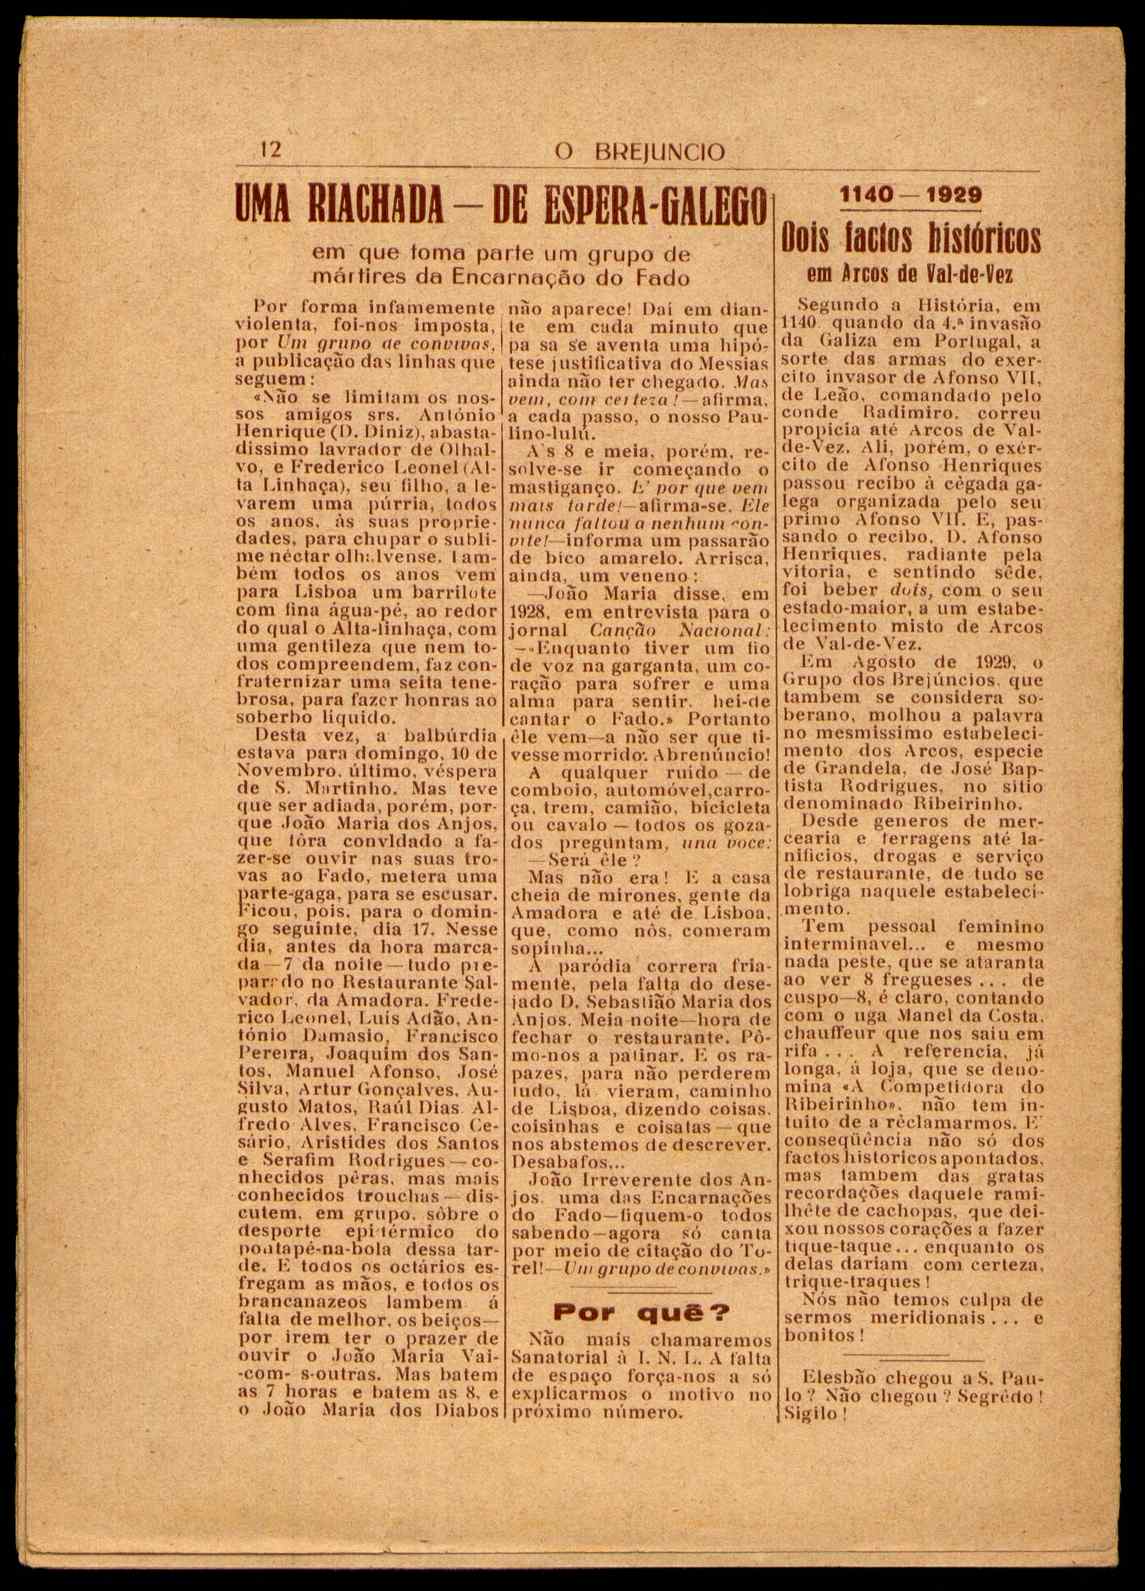 12
O BREJUNCIO
UMA RIACHADA — DE ESPERA-GALEGO
em que toma parte um grupo de
mártires da Encarnação do Fado
Por forma infamemente
violenta, foi-nos imposta,
por Um grupo de convivas,
a publicação das linhas que
seguem:
«Não se limitam os nos-
sos amigos srs. António
Henrique (D. Diniz), abasta-
dissimo lavrador de Olhal-
vo, e Frederico Leonel (Al-
ta Linhaça), seu filho, a le-
varem uma púrria, todos
os anos, ás suas proprie-
dades, para chupar o subli-
me néctar olhalvense. Tam-
bém todos os anos vem
para Lisboa um barrilote
com fina água-pé, ao redor
do qual o Alta-linhaça, com
uma gentileza que nem to-
dos compreendem, faz con-
fraternizar uma seita tene-
brosa, para fazer honras ao
soberbo liquido.
Desta vez, a balbúrdia
estava para domingo, 10 de
Novembro, último, véspera
de S. Martinho. Mas teve
que ser adiada, porém, por-
que João Maria dos Anjos,
que fôra convidado a fa-
zer-se ouvir nas suas tro-
vas ao Fado, metera uma
parte-gaga, para se escusar.
Ficou, pois, para o domin-
go seguinte, dia 17. Nesse
dia, antes da hora marca-
da—7 da noite—tudo pre-
parado no Restaurante Sal-
vador, da Amadora. Frede-
rico Leonel, Luís Adão, An-
tónio Damasio, Francisco
Pereira, Joaquim dos San-
tos, Manuel Afonso, José
Silva, Artur Gonçalves, Au-
gusto Matos, Raúl Dias Al-
fredo Alves, Francisco Ce-
sário, Aristides dos Santos
e Serafim Rodrigues—co-
nhecidos péras, mas mais
conhecidos trouchas—dis-
cutem, em grupo, sôbre o
desporte epidérmico do
pontapé-na-bola dessa tar-
de. E todos os octários es-
fregam as mãos, e todos os
brancanazeos tambem á
falta de melhor, os beiços—
por irem ter o prazer de
ouvir o João Maria Vai-
-com- s-outras. Mas batem
as 7 horas e batem as 8, e
o João Maria dos Diabos
não aparece! Daí em dian-
te em cada minuto que
pa sa se aventa uma hipó-
tese justificativa do Messias
ainda não ter chegado. Mas
vem, com certeza!—afirma,
a cada passo, o nosso Pau-
lino-lulú.
A's 8 e meia, porém, re-
solve-se ir começando o
mastiganço. E' por que vem
mais tarde!—afirma-se. Ele
nunca faltou a nenhum con-
vite!—informa um passarão
de bico amarelo. Arrisca,
ainda, um veneno:
—João Maria disse, em
1928, em entrevista para o
jornal Canção Nacional:
—«Enquanto tiver um fio
de voz na garganta, um co-
ração para sofrer e uma
alma para sentir, hei-de
cantar o Fado.» Portanto
êle vem—a não ser que ti-
vesse morrido. Abrenúncio!
A qualquer ruído—de
comboio, automóvel, carro-
ça, trem, camião, bicicleta
ou cavalo—todos os goza-
dos preguntam, una voce:
—Será êle?
Mas não era! E a casa
cheia de mirones, gente da
Amadora e até de Lisboa,
que, como nós, comeram
sopinha...
A paródia correra fria-
mente, pela falta do dese-
jado D. Sebastião Maria dos
Anjos. Meia-noite—hora de
fechar o restaurante. Pô-
mo-nos a patinar. E os ra-
pazes, para não perderem
tudo, lá vieram, caminho
de Lisboa, dizendo coisas,
coisinhas e coisatas—que
nos abstemos de descrever.
Desabafos...
João Irreverente dos An-
jos, uma das Encarnações
do Fado—fiquem-o todos
sabendo—agora só canta
por meio de citação do To-
rel!—Um grupo de convivas.»
Por quê?
Não mais chamaremos
Sanatorial à I. N. L. A falta
de espaço força-nos a só
explicarmos o motivo no
próximo número.
1140—1929
Dois factos históricos
em Arcos de Val-de-Vez
Segundo a História, em
1140, quando da 4.ª invasão
da Galiza em Portugal, a
sorte das armas do exer-
cito invasor de Afonso VII,
de Leão, comandado pelo
conde Radimiro, correu
propicia até Arcos de Val-
de-Vez. Ali, porém, o exér-
cito de Afonso Henriques
passou recibo à cégada ga-
lega organizada pelo seu
primo Afonso VII. E, pas-
sando o recibo, D. Afonso
Henriques, radiante pela
vitoria, e sentindo sêde,
foi beber dois, com o seu
estado-maior, a um estabe-
lecimento misto de Arcos
de Val-de-Vez.
Em Agosto de 1929, o
Grupo dos Brejúncios, que
tambem se considera so-
berano, molhou a palavra
no mesmissimo estabeleci-
mento dos Arcos, especie
de Grandela, de José Bap-
tista Rodrigues, no sítio
denominado Ribeirinho.
Desde generos de mer-
cearia e ferragens até la-
nificios, drogas e serviço
de restaurante, de tudo se
lobriga naquele estabeleci-
mento.
Tem pessoal feminino
interminavel... e mesmo
nada peste, que se ataranta
ao ver 8 fregueses... de
cuspo—8, é claro, contando
com o uga Manel da Costa,
chauffeur que nos saiu em
rifa... A referencia, já
longa, á loja, que se deno-
mina «A Competidora do
Ribeirinho», não tem in-
tuito de a réclamarmos. E'
conseqüência não só dos
factos historicos apontados,
mas tambem das gratas
recordações daquele rami-
lhête de cachopas, que dei-
xou nossos corações a fazer
tique-taque... enquanto os
delas dariam com certeza,
trique-traques!
Nós não temos culpa de
sermos meridionais... e
bonitos!
Elesbão chegou a S. Pau-
lo? Não chegou? Segrêdo!
Sigilo!